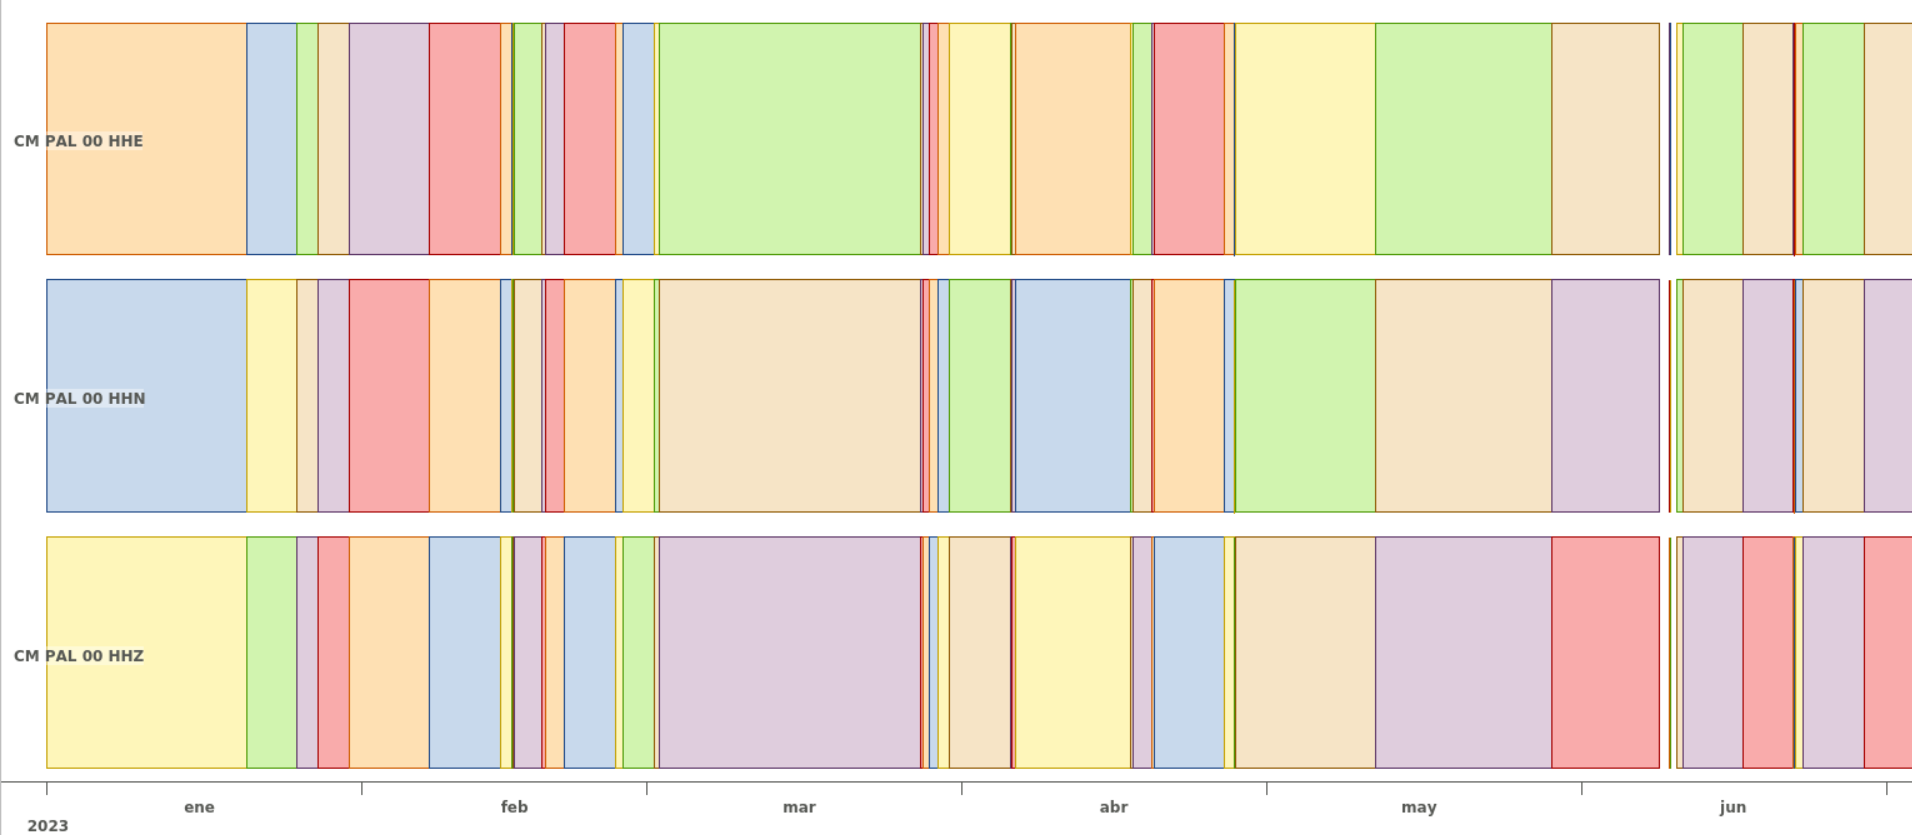 CM PAL 00 HHE
CM PAL 00 HHN
CM PAL 00 HHZ
ene feb mar abr may jun
2023